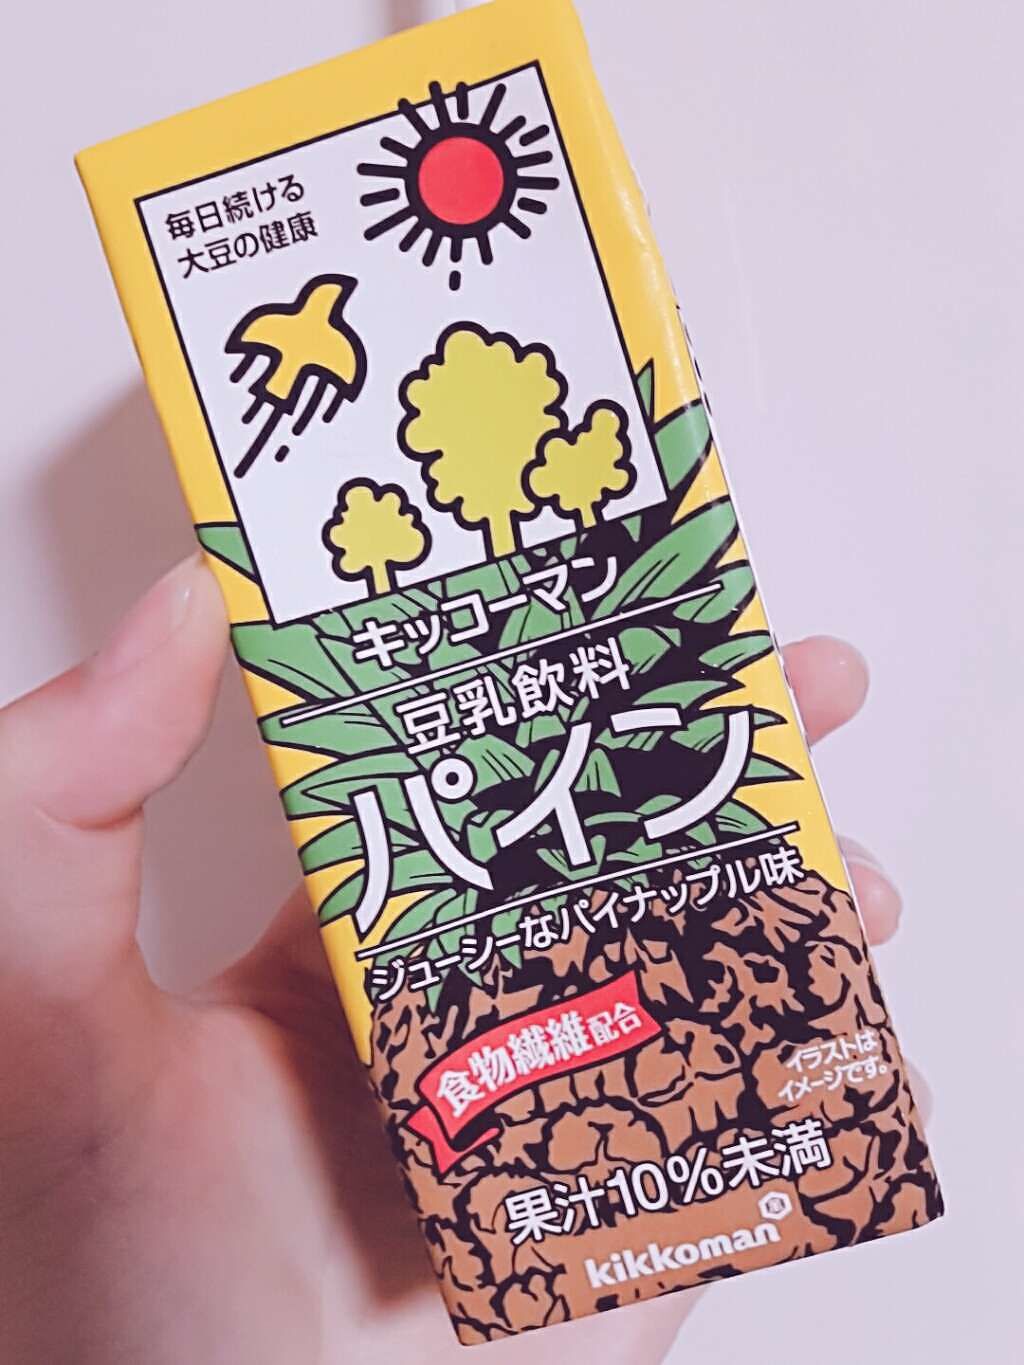 毎日続ける
大豆の健康
キッコーマン
豆乳飲料
パイン
ジューシーなパイナップル味
食物繊維配合
イラストは
イメージです。
果汁10%未満
kikkoman